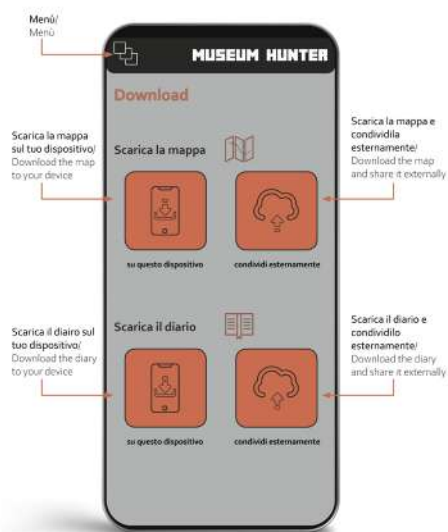 Menù/
Menù
MUSEUM HUNTER
Download
Scarica la mappa
sul tuo dispositivo/
Download the map
to your device
Scarica la mappa
Scarica la mappa e
condividila
esternamente/
Download the map
and share it externally
su questo dispositivo
condividi esternamente
Scarica il diairo sul
tuo dispositivo/
Download the diary
to your device
Scarica il diario
Scarica il diario e
condividilo
esternamente/
Download the diary
and share it externally
su questo dispositivo
condividi esternamente